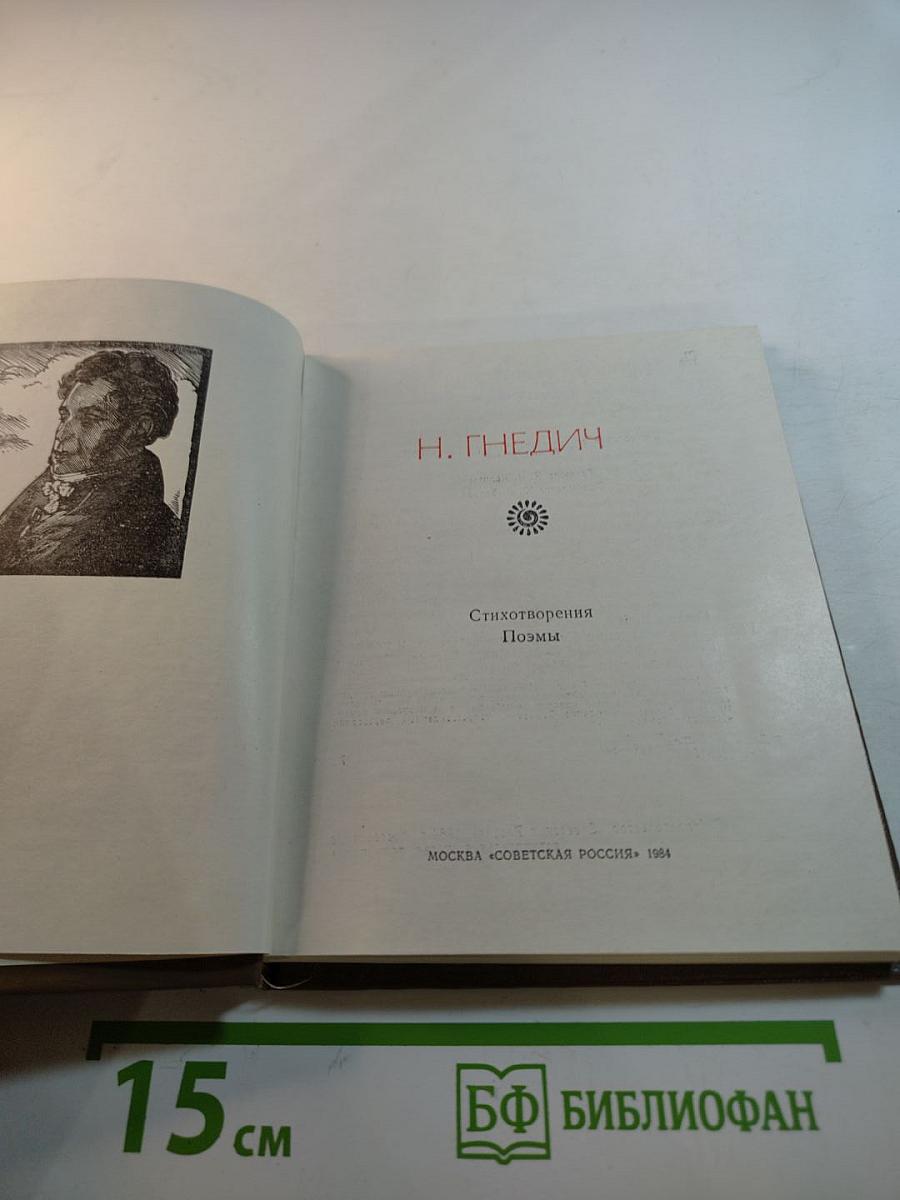 Н. ГНЕДИЧ
Стихотворения
Поэмы
МОСКВА «СОВЕТСКАЯ РОССИЯ» 1984
15 см
БФ БИБЛИОФАН